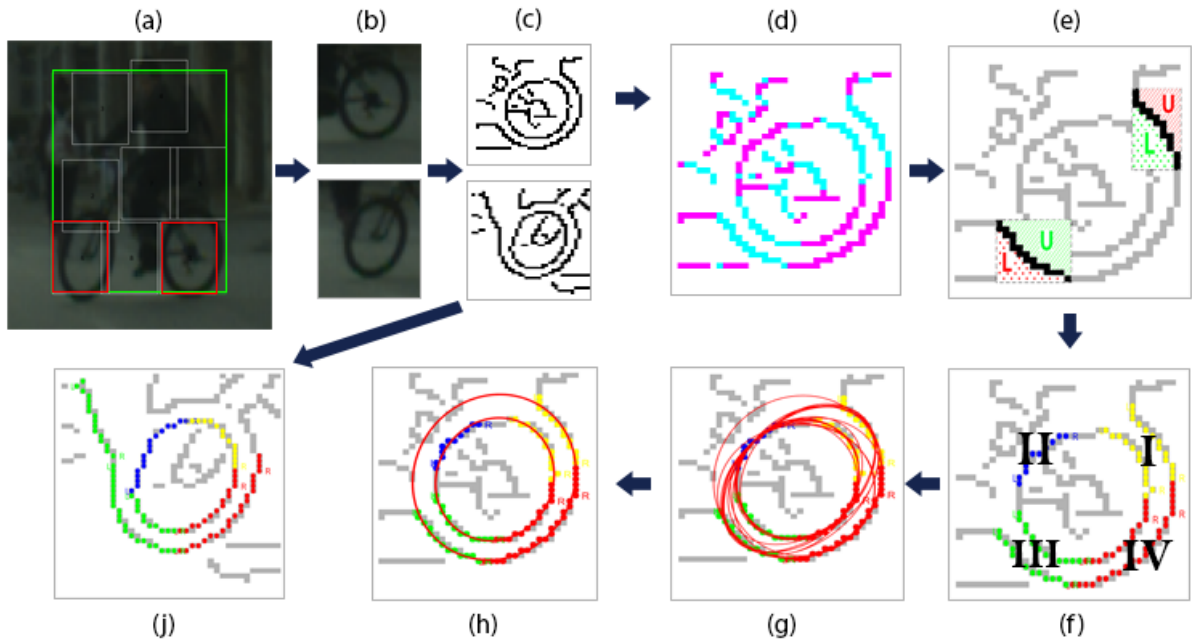 (a) (b) (c) (d) (e)
U
L
U
L
II I
R
R
R
R
R
III IV
(j) (h) (g) (f)